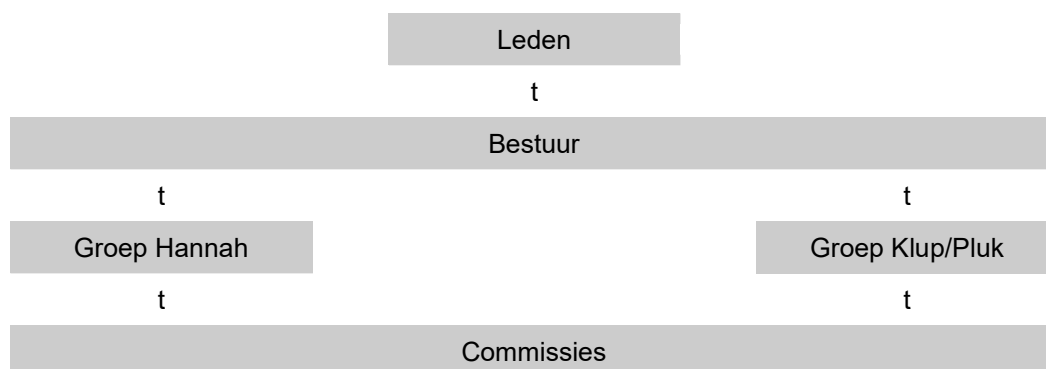 Leden
t
Bestuur
t t
Groep Hannah Groep Klup/Pluk
t t
Commissies